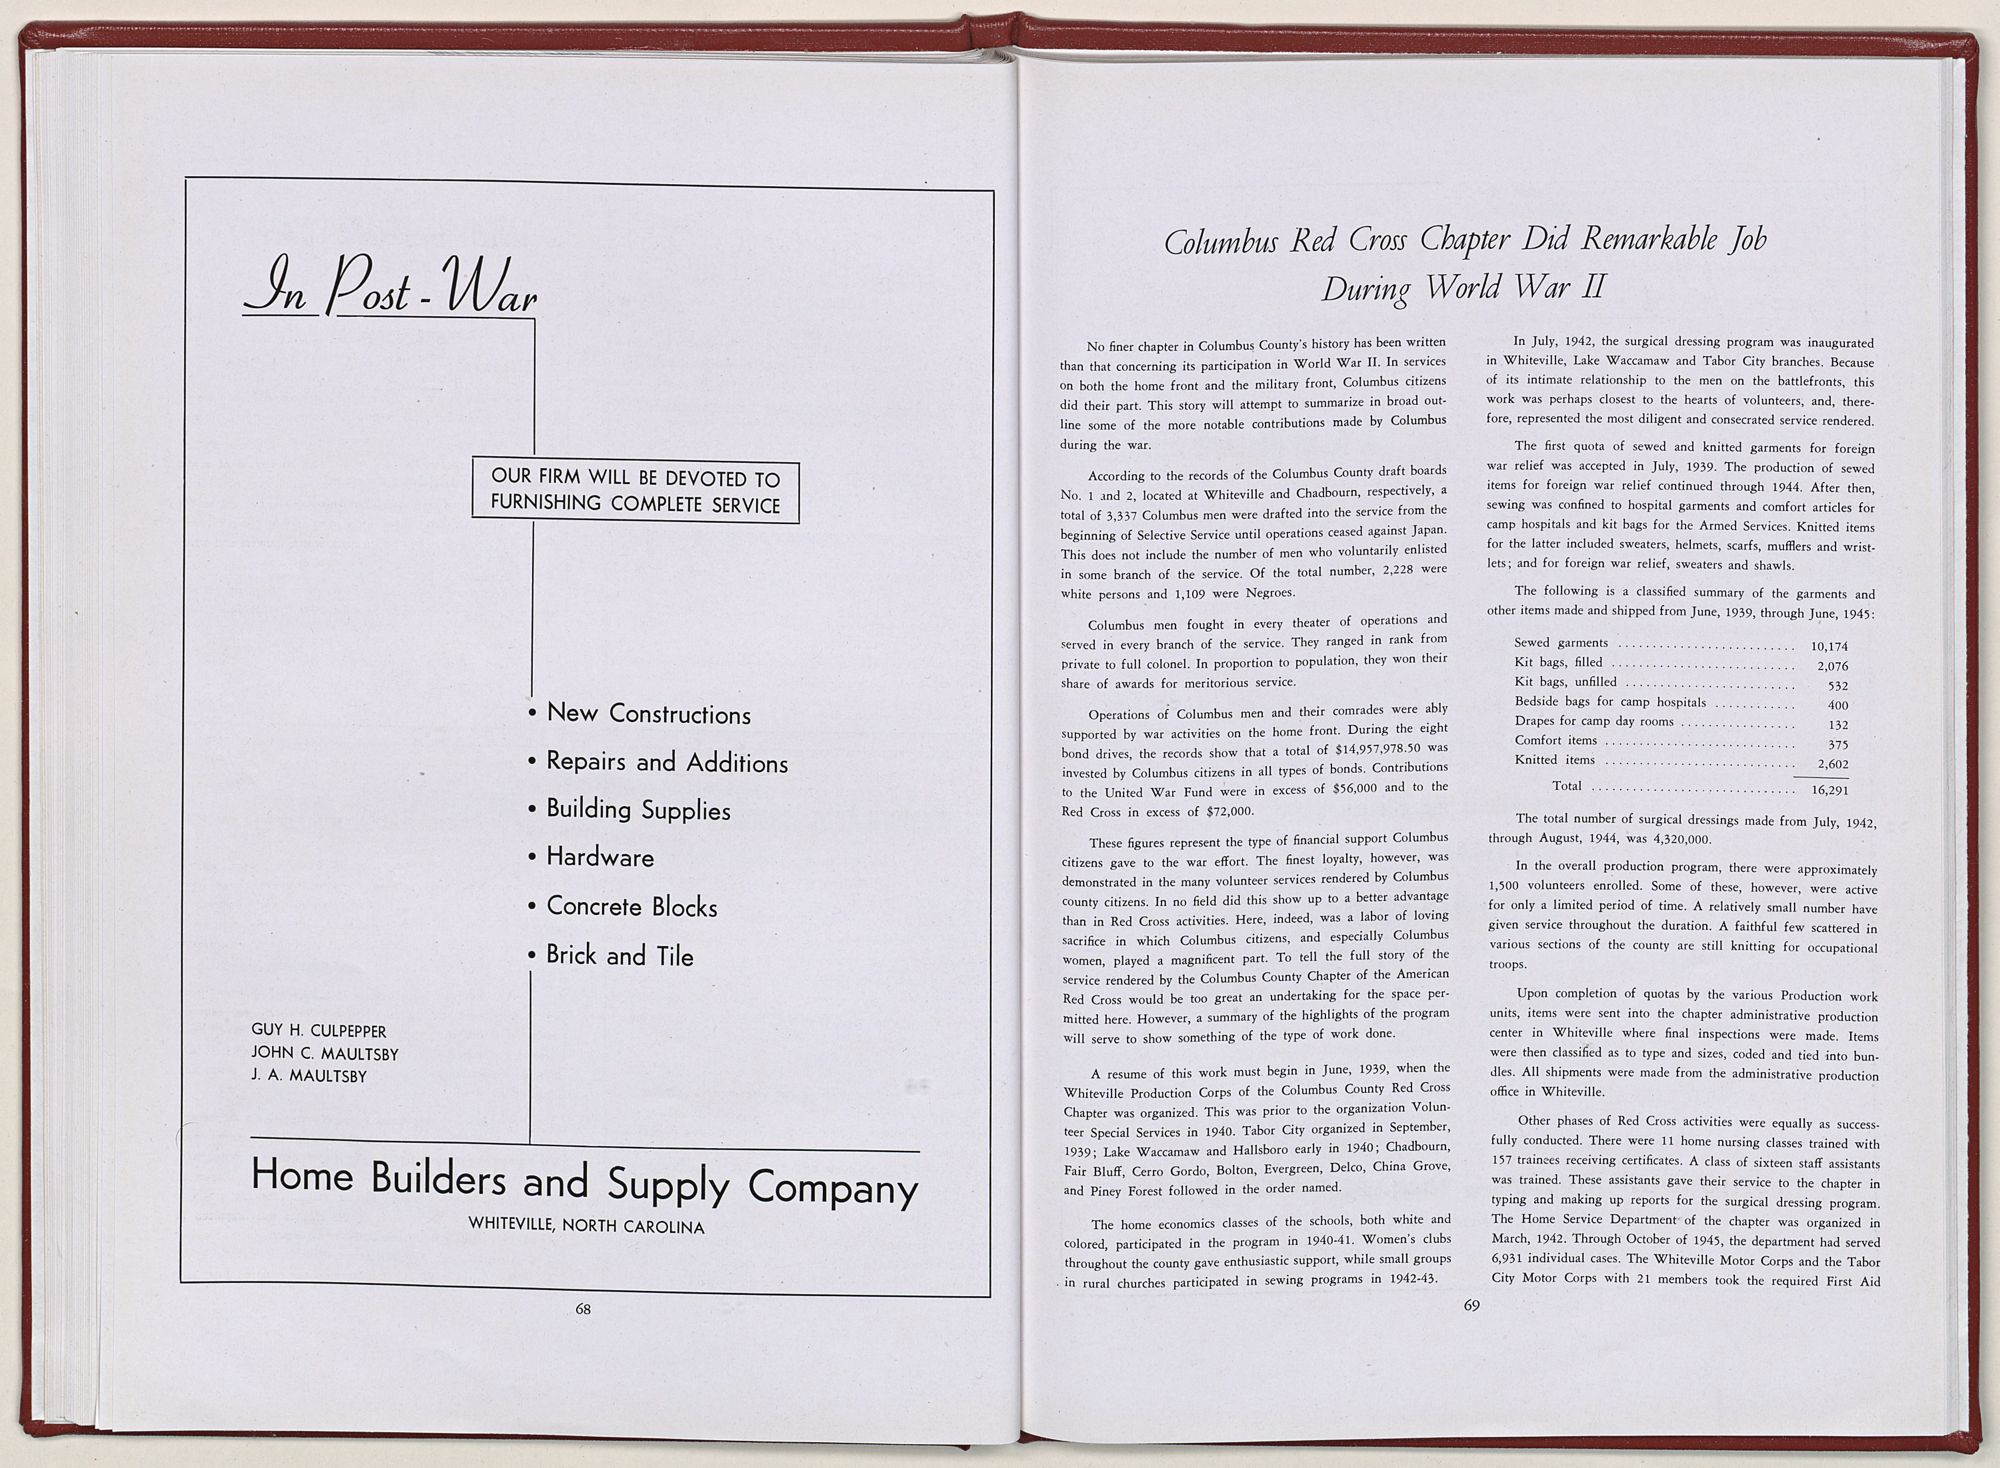 In Post-War
OUR FIRM WILL BE DEVOTED TO
FURNISHING COMPLETE SERVICE
• New Constructions
• Repairs and Additions
• Building Supplies
• Hardware
• Concrete Blocks
• Brick and Tile
GUY H. CULPEPPER
JOHN C. MAULTSBY
J. A. MAULTSBY
Home Builders and Supply Company
WHITEVILLE, NORTH CAROLINA
68
Columbus Red Cross Chapter Did Remarkable Job
During World War II
No finer chapter in Columbus County's history has been written
than that concerning its participation in World War II. In services
on both the home front and the military front, Columbus citizens
did their part. This story will attempt to summarize in broad out-
line some of the more notable contributions made by Columbus
during the war.
According to the records of the Columbus County draft boards
No. 1 and 2, located at Whiteville and Chadbourn, respectively, a
total of 3,337 Columbus men were drafted into the service from the
beginning of Selective Service until operations ceased against Japan.
This does not include the number of men who voluntarily enlisted
in some branch of the service. Of the total number, 2,228 were
white persons and 1,109 were Negroes.
Columbus men fought in every theater of operations and
served in every branch of the service. They ranged in rank from
private to full colonel. In proportion to population, they won their
share of awards for meritorious service.
Operations of Columbus men and their comrades were ably
supported by war activities on the home front. During the eight
bond drives, the records show that a total of $14,957,978.50 was
invested by Columbus citizens in all types of bonds. Contributions
to the United War Fund were in excess of $56,000 and to the
Red Cross in excess of $72,000.
These figures represent the type of financial support Columbus
citizens gave to the war effort. The finest loyalty, however, was
demonstrated in the many volunteer services rendered by Columbus
county citizens. In no field did this show up to a better advantage
than in Red Cross activities. Here, indeed, was a labor of loving
sacrifice in which Columbus citizens, and especially Columbus
women, played a magnificent part. To tell the full story of the
service rendered by the Columbus County Chapter of the American
Red Cross would be too great an undertaking for the space per-
mitted here. However, a summary of the highlights of the program
will serve to show something of the type of work done.
A resume of this work must begin in June, 1939, when the
Whiteville Production Corps of the Columbus County Red Cross
Chapter was organized. This was prior to the organization Volun-
teer Special Services in 1940. Tabor City organized in September,
1939; Lake Waccamaw and Hallsboro early in 1940; Chadbourn,
Fair Bluff, Cerro Gordo, Bolton, Evergreen, Delco, China Grove,
and Piney Forest followed in the order named.
The home economics classes of the schools, both white and
colored, participated in the program in 1940-41. Women's clubs
throughout the county gave enthusiastic support, while small groups
in rural churches participated in sewing programs in 1942-43.
In July, 1942, the surgical dressing program was inaugurated
in Whiteville, Lake Waccamaw and Tabor City branches. Because
of its intimate relationship to the men on the battlefronts, this
work was perhaps closest to the hearts of volunteers, and, there-
fore, represented the most diligent and consecrated service rendered.
The first quota of sewed and knitted garments for foreign
war relief was accepted in July, 1939. The production of sewed
items for foreign war relief continued through 1944. After then,
sewing was confined to hospital garments and comfort articles for
camp hospitals and kit bags for the Armed Services. Knitted items
for the latter included sweaters, helmets, scarfs, mufflers and wrist-
lets; and for foreign war relief, sweaters and shawls.
The following is a classified summary of the garments and
other items made and shipped from June, 1939, through June, 1945:
Sewed garments .......................... 10,174
Kit bags, filled .......................... 2,076
Kit bags, unfilled ......................... 532
Bedside bags for camp hospitals ............ 400
Drapes for camp day rooms ................. 132
Comfort items ............................ 375
Knitted items ............................ 2,602
Total .............................. 16,291
The total number of surgical dressings made from July, 1942,
through August, 1944, was 4,320,000.
In the overall production program, there were approximately
1,500 volunteers enrolled. Some of these, however, were active
for only a limited period of time. A relatively small number have
given service throughout the duration. A faithful few scattered in
various sections of the county are still knitting for occupational
troops.
Upon completion of quotas by the various Production work
units, items were sent into the chapter administrative production
center in Whiteville where final inspections were made. Items
were then classified as to type and sizes, coded and tied into bun-
dles. All shipments were made from the administrative production
office in Whiteville.
Other phases of Red Cross activities were equally as success-
fully conducted. There were 11 home nursing classes trained with
157 trainees receiving certificates. A class of sixteen staff assistants
was trained. These assistants gave their service to the chapter in
typing and making up reports for the surgical dressing program.
The Home Service Department of the chapter was organized in
March, 1942. Through October of 1945, the department had served
6,931 individual cases. The Whiteville Motor Corps and the Tabor
City Motor Corps with 21 members took the required First Aid
69